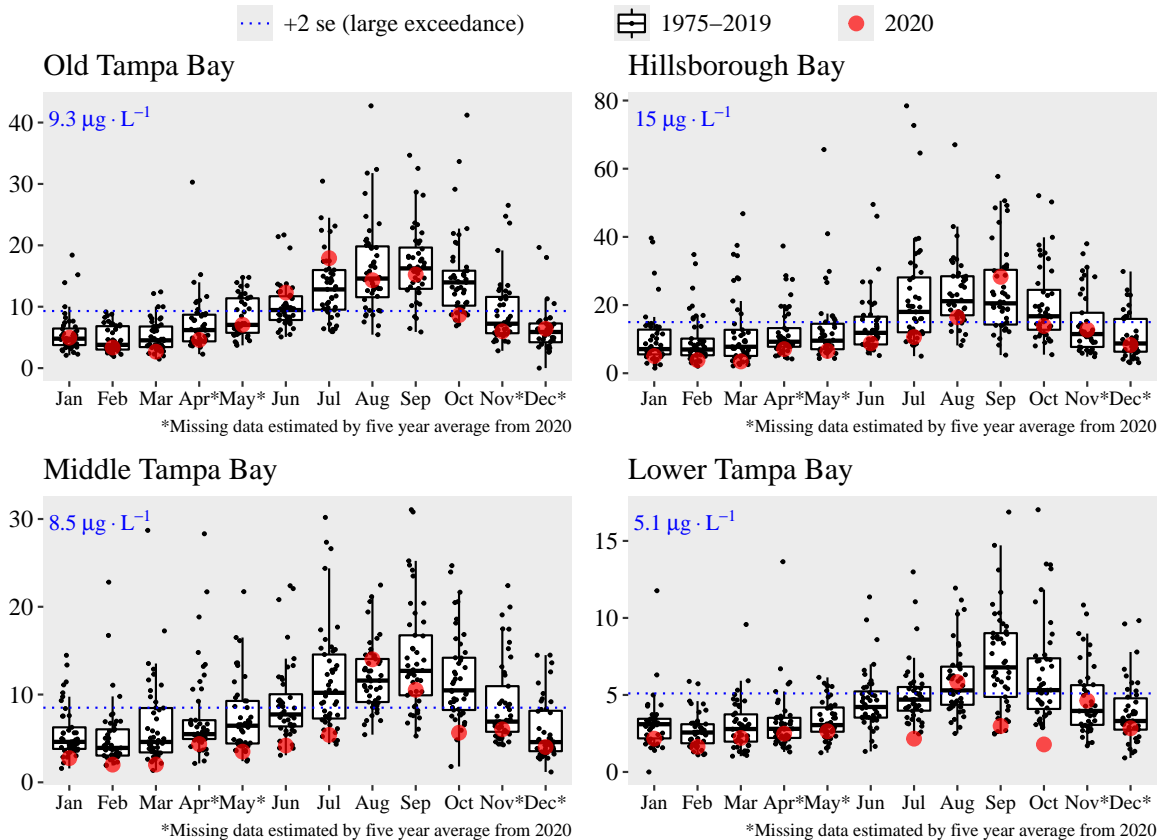 +2 se (large exceedance) 1975–2019 2020
Old Tampa Bay
9.3 μg · L⁻¹
40
30
20
10
0
Jan Feb Mar Apr* May* Jun Jul Aug Sep Oct Nov* Dec*
*Missing data estimated by five year average from 2020
Hillsborough Bay
15 μg · L⁻¹
80
60
40
20
0
Jan Feb Mar Apr* May* Jun Jul Aug Sep Oct Nov* Dec*
*Missing data estimated by five year average from 2020
Middle Tampa Bay
8.5 μg · L⁻¹
30
20
10
0
Jan Feb Mar Apr* May* Jun Jul Aug Sep Oct Nov* Dec*
*Missing data estimated by five year average from 2020
Lower Tampa Bay
5.1 μg · L⁻¹
15
10
5
0
Jan Feb Mar Apr* May* Jun Jul Aug Sep Oct Nov* Dec*
*Missing data estimated by five year average from 2020